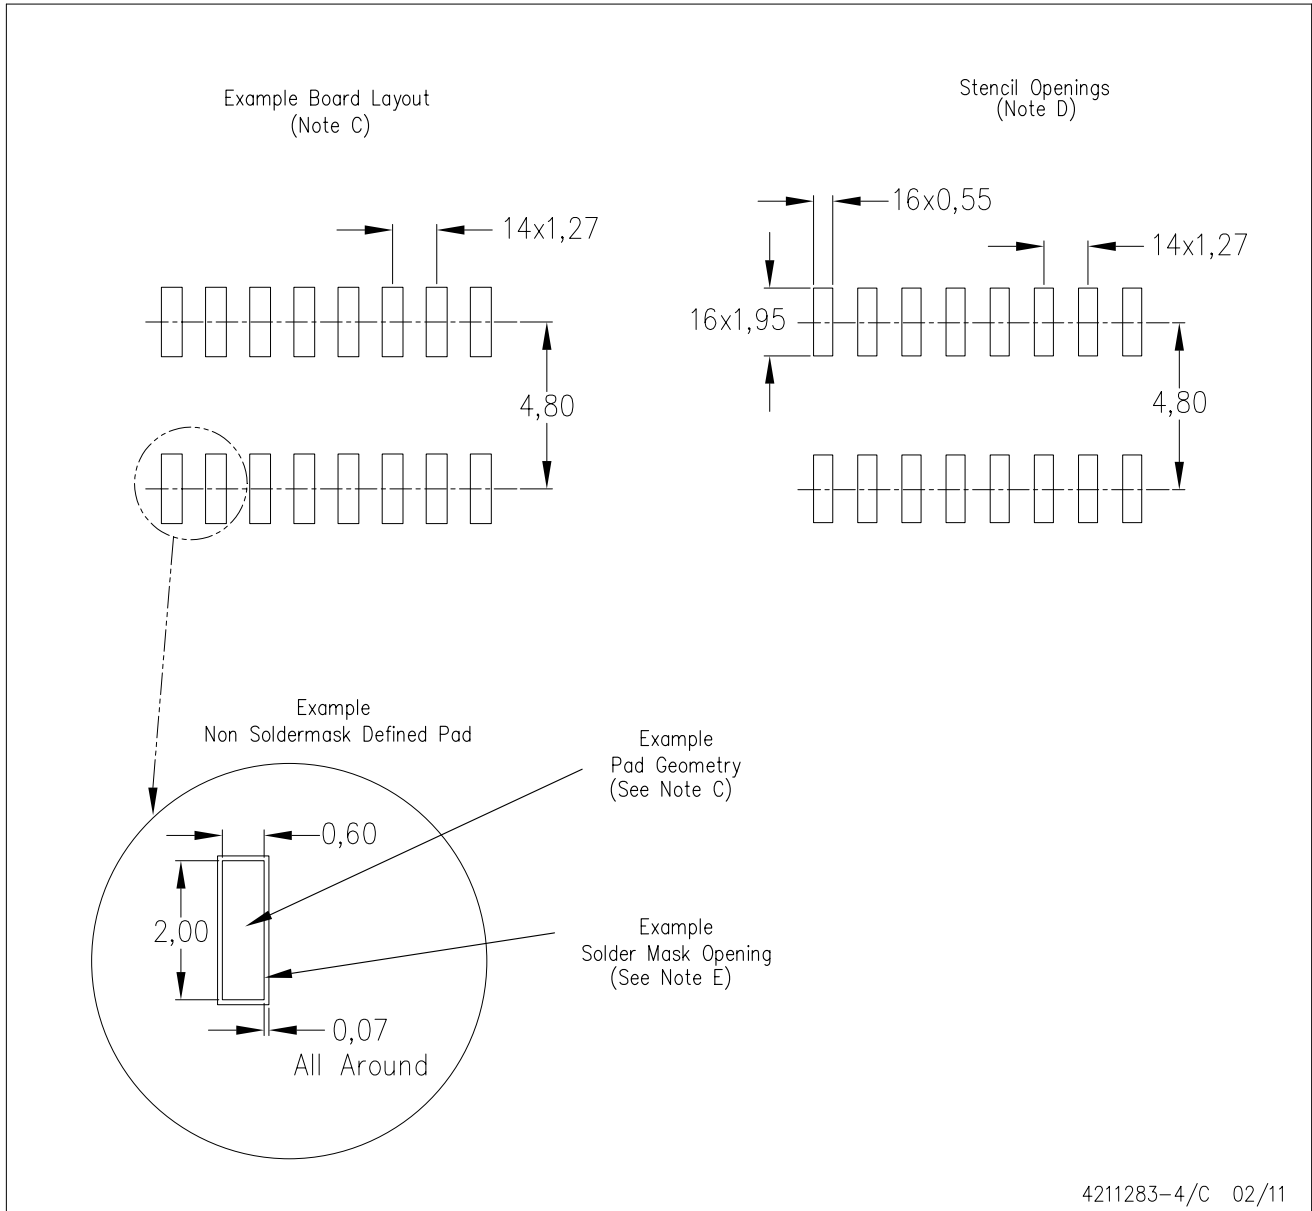 Example Board Layout
(Note C)
14x1,27
4,80
Stencil Openings
(Note D)
16x0,55
14x1,27
16x1,95
4,80
Example
Non Soldermask Defined Pad
Example
Pad Geometry
(See Note C)
0,60
2,00
Example
Solder Mask Opening
(See Note E)
0,07
All Around
4211283-4/C 02/11